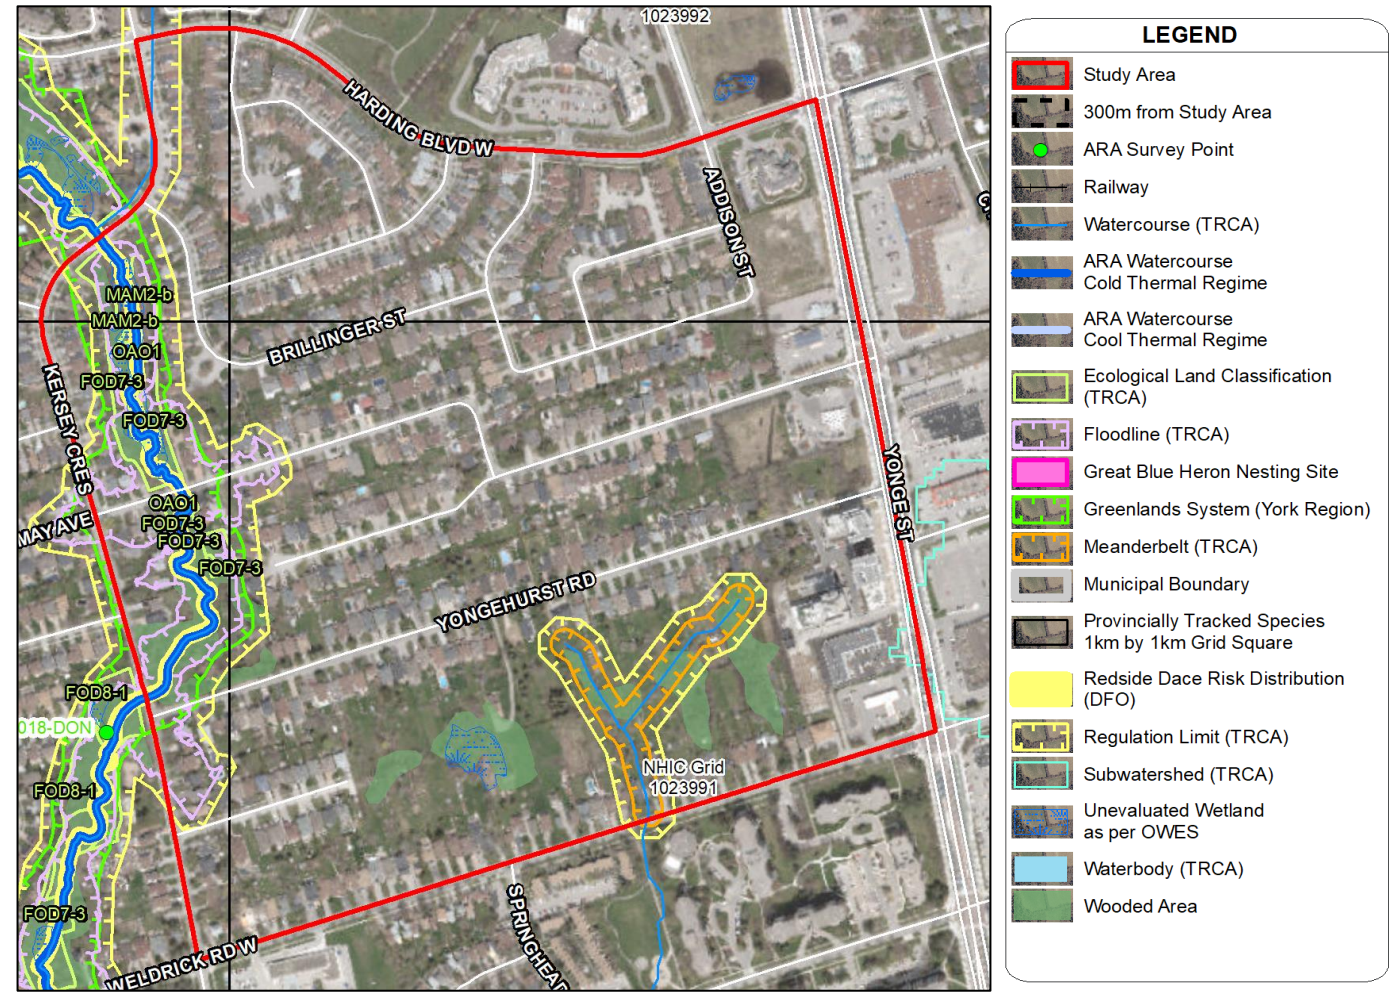 1023992
HARDING BLVD W
ADDISON ST
MAM2-b
MAM2-b
OAO1
FOD7-3
FOD7-3
BRILLINGER ST
KERSEY CRES
YONGE ST
OAO1
FOD7-3
FOD7-3
FOD7-3
MAY AVE
YONGEHURST RD
FOD8-1
018-DON
FOD8-1
NHIC Grid
1023991
FOD7-3
SPRINGHEAD
WELDRICK RD W
LEGEND
Study Area
300m from Study Area
ARA Survey Point
Railway
Watercourse (TRCA)
ARA Watercourse
Cold Thermal Regime
ARA Watercourse
Cool Thermal Regime
Ecological Land Classification
(TRCA)
Floodline (TRCA)
Great Blue Heron Nesting Site
Greenlands System (York Region)
Meanderbelt (TRCA)
Municipal Boundary
Provincially Tracked Species
1km by 1km Grid Square
Redside Dace Risk Distribution
(DFO)
Regulation Limit (TRCA)
Subwatershed (TRCA)
Unevaluated Wetland
as per OWES
Waterbody (TRCA)
Wooded Area